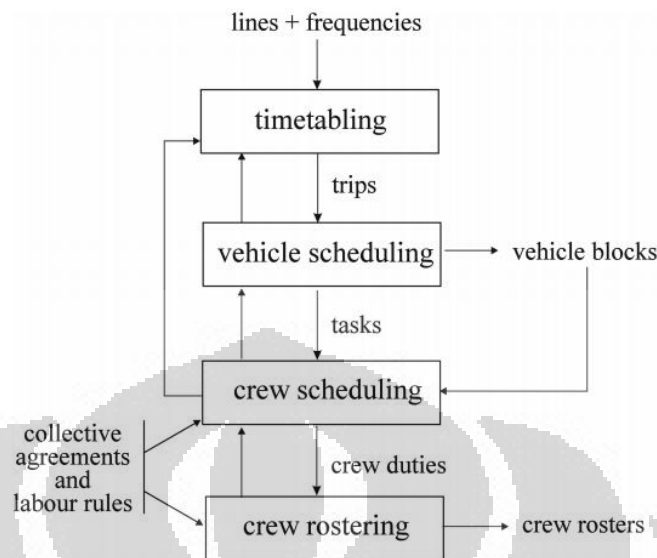 lines + frequencies
timetabling
trips
vehicle scheduling
vehicle blocks
tasks
crew scheduling
collective
agreements
and
labour rules
crew duties
crew rostering
crew rosters